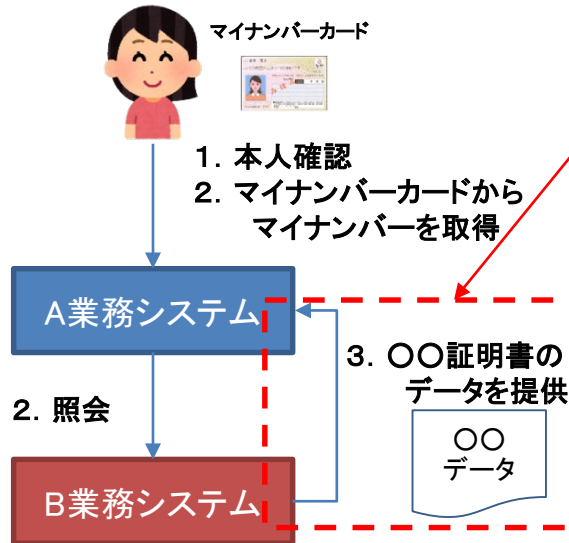 マイナンバーカード
1. 本人確認
2. マイナンバーカードから
マイナンバーを取得
A業務システム
3. 〇〇証明書の
データを提供
2. 照会
〇〇
データ
B業務システム